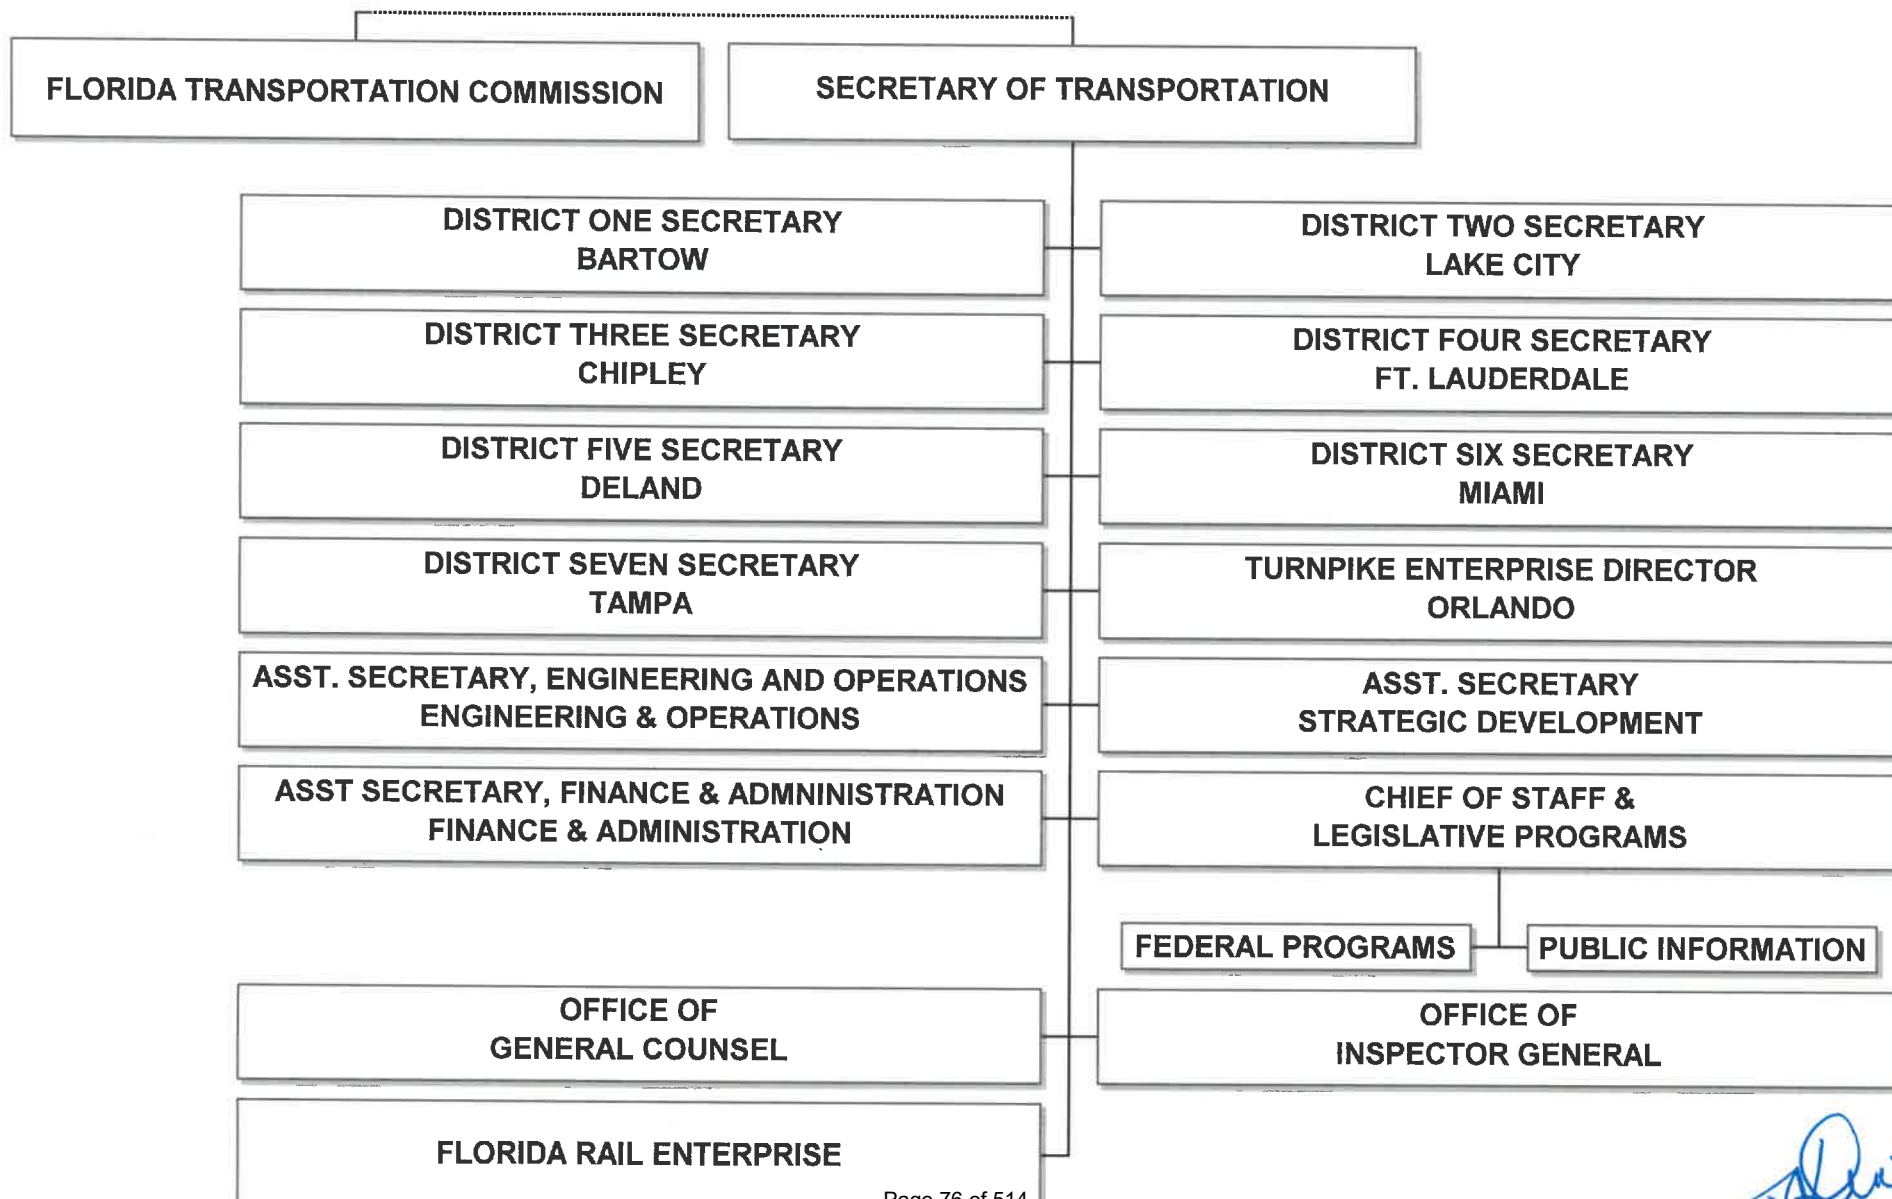 FLORIDA TRANSPORTATION COMMISSION
SECRETARY OF TRANSPORTATION
DISTRICT ONE SECRETARY
BARTOW
DISTRICT TWO SECRETARY
LAKE CITY
DISTRICT THREE SECRETARY
CHIPLEY
DISTRICT FOUR SECRETARY
FT. LAUDERDALE
DISTRICT FIVE SECRETARY
DELAND
DISTRICT SIX SECRETARY
MIAMI
DISTRICT SEVEN SECRETARY
TAMPA
TURNPIKE ENTERPRISE DIRECTOR
ORLANDO
ASST. SECRETARY, ENGINEERING AND OPERATIONS
ENGINEERING & OPERATIONS
ASST. SECRETARY
STRATEGIC DEVELOPMENT
ASST SECRETARY, FINANCE & ADMNINISTRATION
FINANCE & ADMINISTRATION
CHIEF OF STAFF &
LEGISLATIVE PROGRAMS
FEDERAL PROGRAMS
PUBLIC INFORMATION
OFFICE OF
GENERAL COUNSEL
OFFICE OF
INSPECTOR GENERAL
FLORIDA RAIL ENTERPRISE
Page 76 of 514